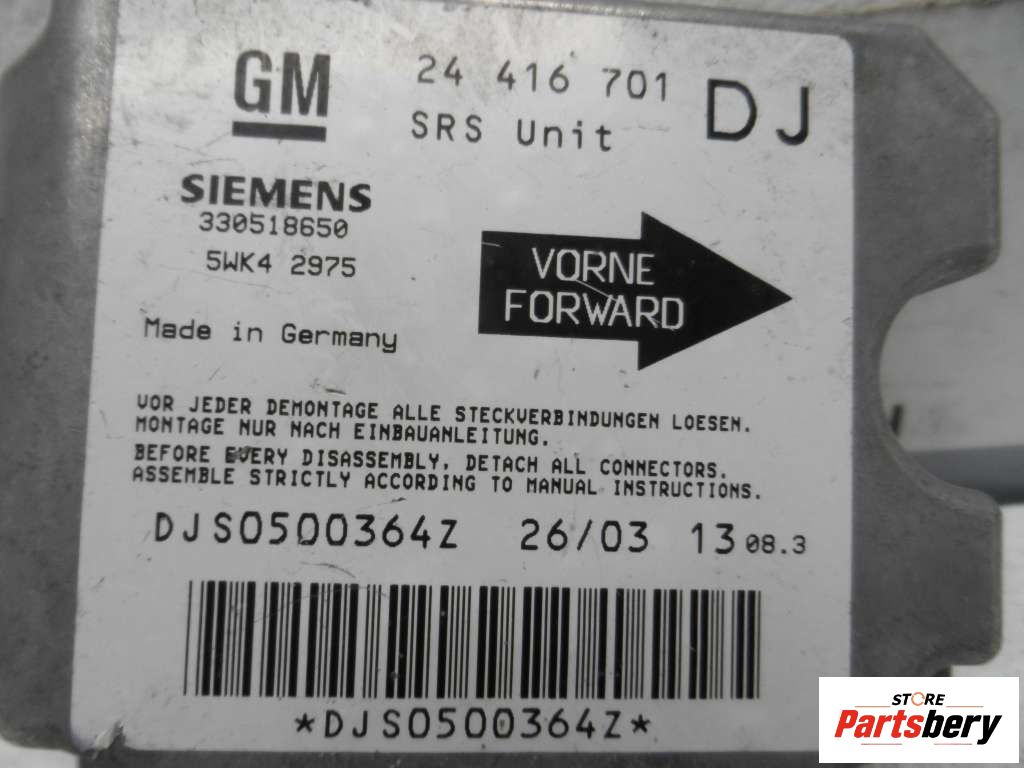 GM
24 416 701
DJ
SRS Unit
SIEMENS
330518650
5WK4 2975
VORNE
FORWARD
Made in Germany
VOR JEDER DEMONTAGE ALLE STECKVERBINDUNGEN LOESEN.
MONTAGE NUR NACH EINBAUANLEITUNG.
BEFORE EVERY DISASSEMBLY, DETACH ALL CONNECTORS.
ASSEMBLE STRICTLY ACCORDING TO MANUAL INSTRUCTIONS.
DJS0500364Z 26/03 13 08.3
*DJS0500364Z*
STORE
Partsbery